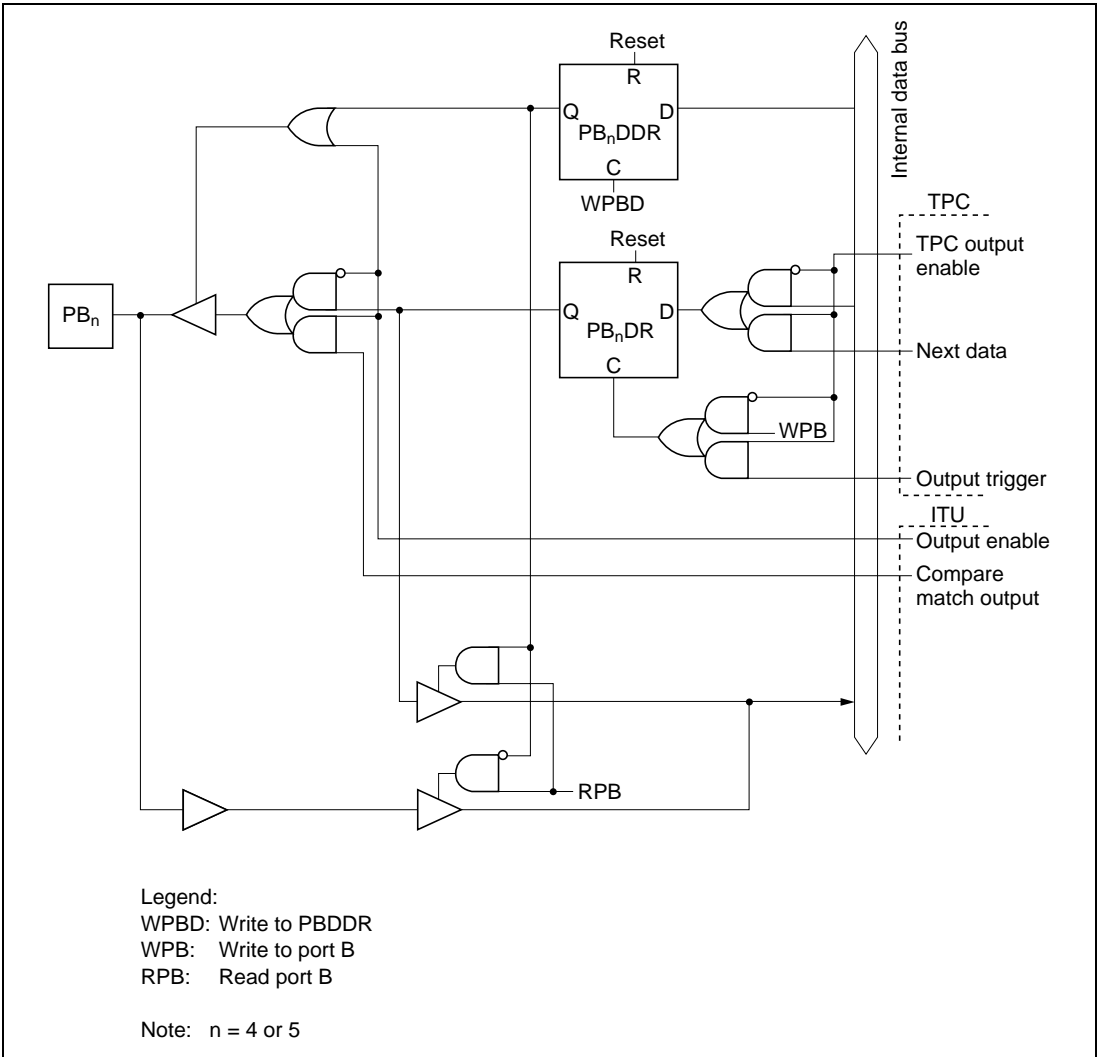 Reset
R
Q
D
PBnDDR
C
WPBD
Internal data bus
TPC
Reset
R
TPC output
enable
PBn
Q
D
PBnDR
C
Next data
WPB
Output trigger
ITU
Output enable
Compare
match output
RPB
Legend:
WPBD: Write to PBDDR
WPB: Write to port B
RPB: Read port B
Note: n = 4 or 5